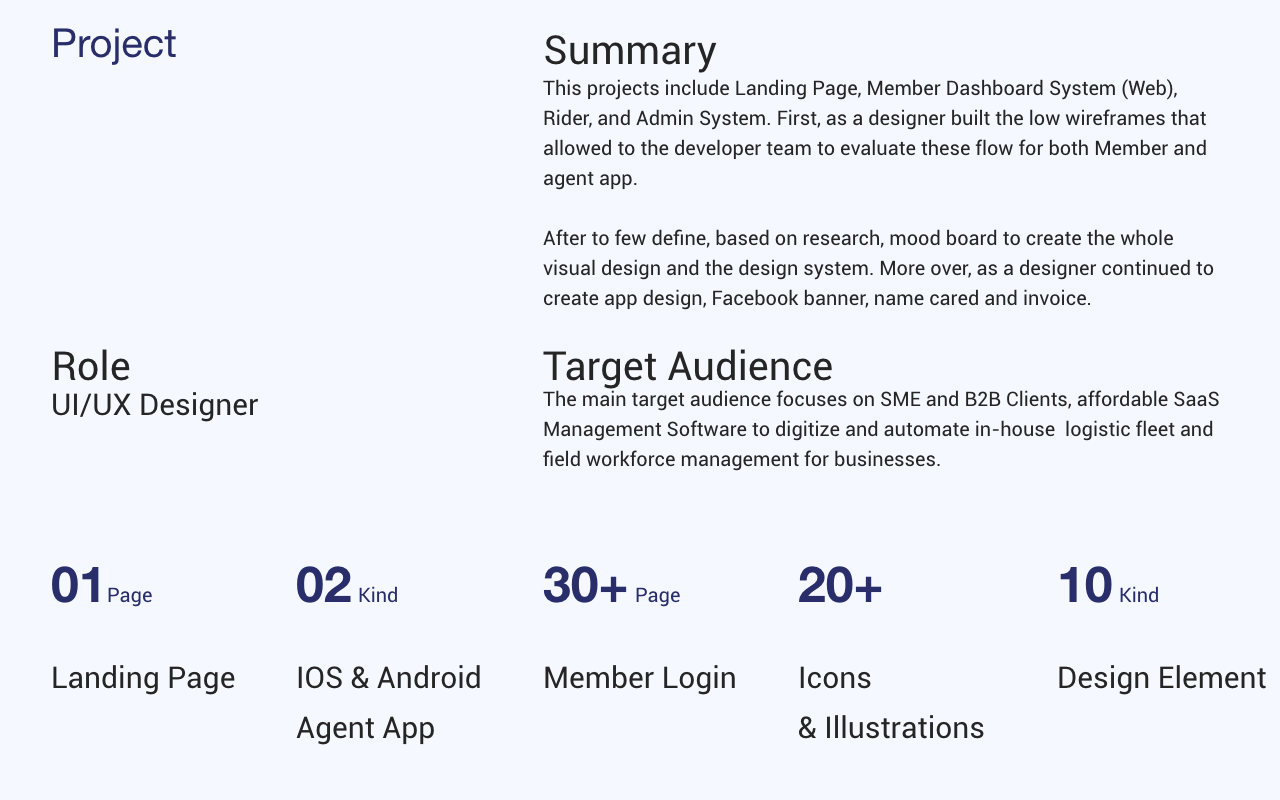 Project
Summary
This projects include Landing Page, Member Dashboard System (Web),
Rider, and Admin System. First, as a designer built the low wireframes that
allowed to the developer team to evaluate these flow for both Member and
agent app.
After to few define, based on research, mood board to create the whole
visual design and the design system. More over, as a designer continued to
create app design, Facebook banner, name cared and invoice.
Role
UI/UX Designer
Target Audience
The main target audience focuses on SME and B2B Clients, affordable SaaS
Management Software to digitize and automate in-house  logistic fleet and
field workforce management for businesses.
01 Page
Landing Page
02 Kind
IOS & Android
Agent App
30+ Page
Member Login
20+
Icons
& Illustrations
10 Kind
Design Element